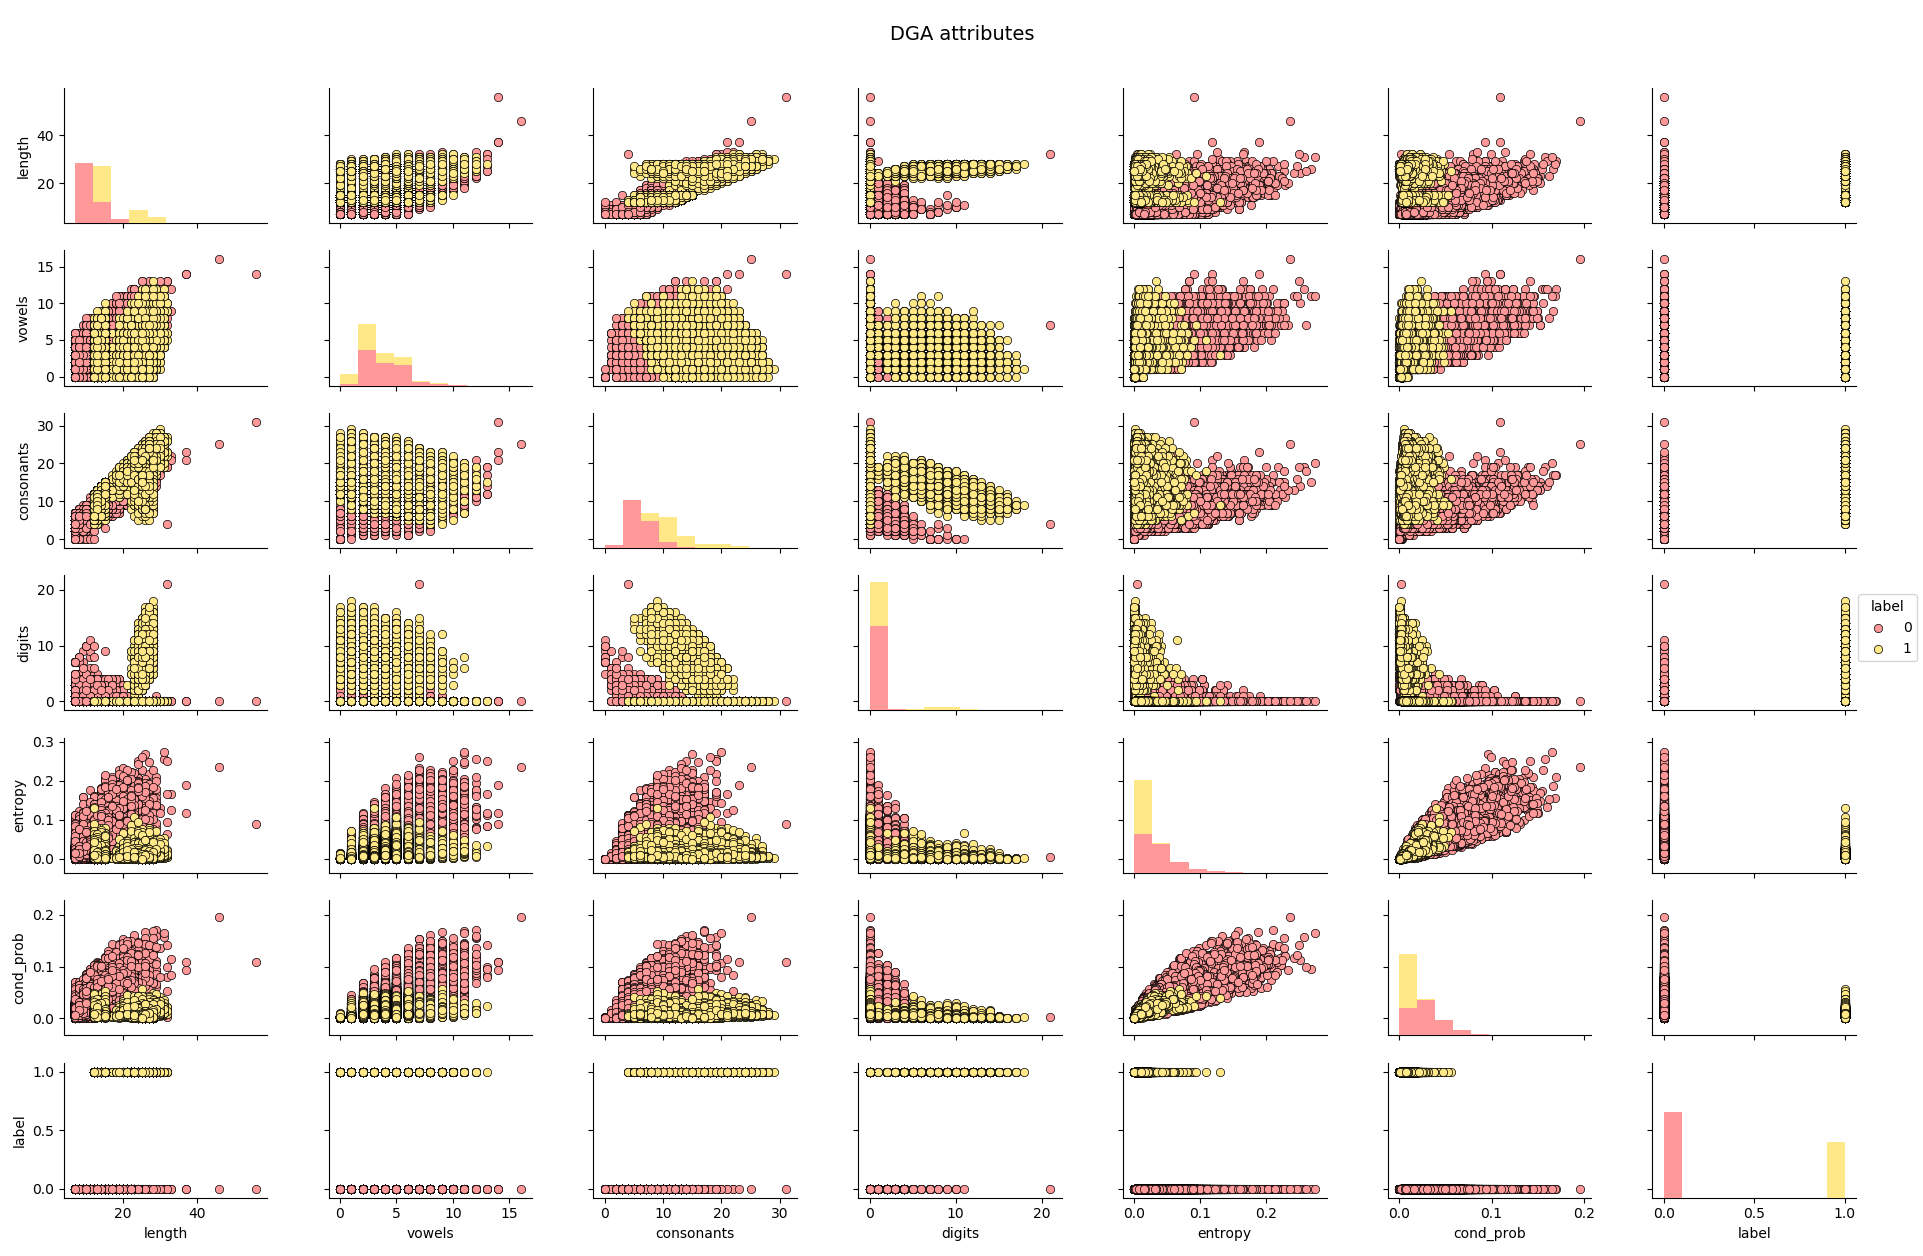 DGA attributes
length
40
20
vowels
15
10
5
0
consonants
30
20
10
0
digits
20
10
0
label
0
1
entropy
0.3
0.2
0.1
0.0
cond_prob
0.2
0.1
0.0
label
1.0
0.5
0.0
20 40 0 5 10 15 0 10 20 30 0 10 20 0.0 0.1 0.2 0.0 0.1 0.2 0.0 0.5 1.0
length vowels consonants digits entropy cond_prob label